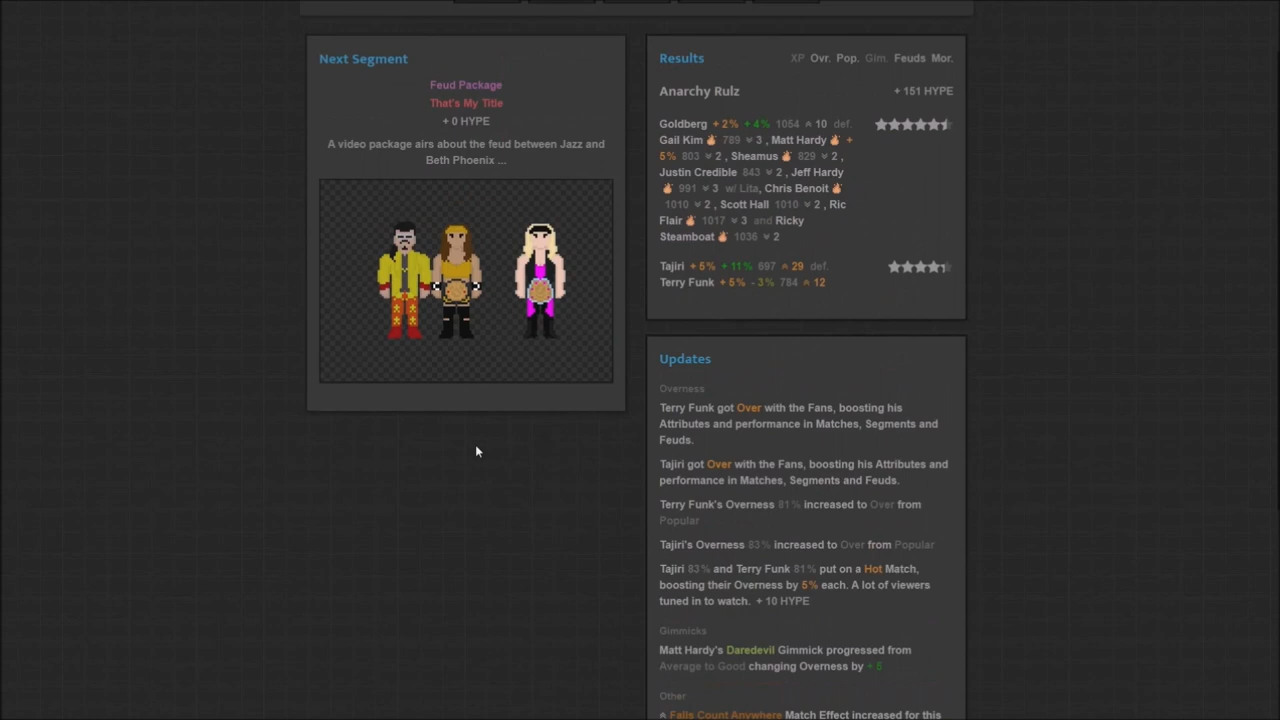 Next Segment
Feud Package
That's My Title
+ 0 HYPE
A video package airs about the feud between Jazz and
Beth Phoenix ...
Results XP Ovr. Pop. Gim. Feuds Mor.
Anarchy Rulz + 151 HYPE
Goldberg + 2% + 4% 1054 10 def.
Gail Kim 789 3 , Matt Hardy +
5% 803 2 , Sheamus 829 2 ,
Justin Credible 843 2 , Jeff Hardy
991 3 w/ Lita, Chris Benoit
1010 2 , Scott Hall 1010 2 , Ric
Flair 1017 3 and Ricky
Steamboat 1036 2
Tajiri + 5% + 11% 697 29 def.
Terry Funk + 5% - 3% 784 12
Updates
Overness
Terry Funk got Over with the Fans, boosting his
Attributes and performance in Matches, Segments and
Feuds.
Tajiri got Over with the Fans, boosting his Attributes and
performance in Matches, Segments and Feuds.
Terry Funk's Overness 81% increased to Over from
Popular
Tajiri's Overness 83% increased to Over from Popular
Tajiri 83% and Terry Funk 81% put on a Hot Match,
boosting their Overness by 5% each. A lot of viewers
tuned in to watch. + 10 HYPE
Gimmicks
Matt Hardy's Daredevil Gimmick progressed from
Average to Good changing Overness by + 5
Other
Falls Count Anywhere Match Effect increased for this